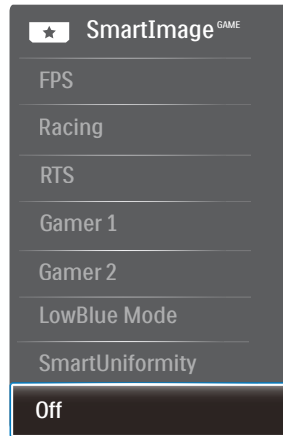 SmartImage GAME
FPS
Racing
RTS
Gamer 1
Gamer 2
LowBlue Mode
SmartUniformity
Off